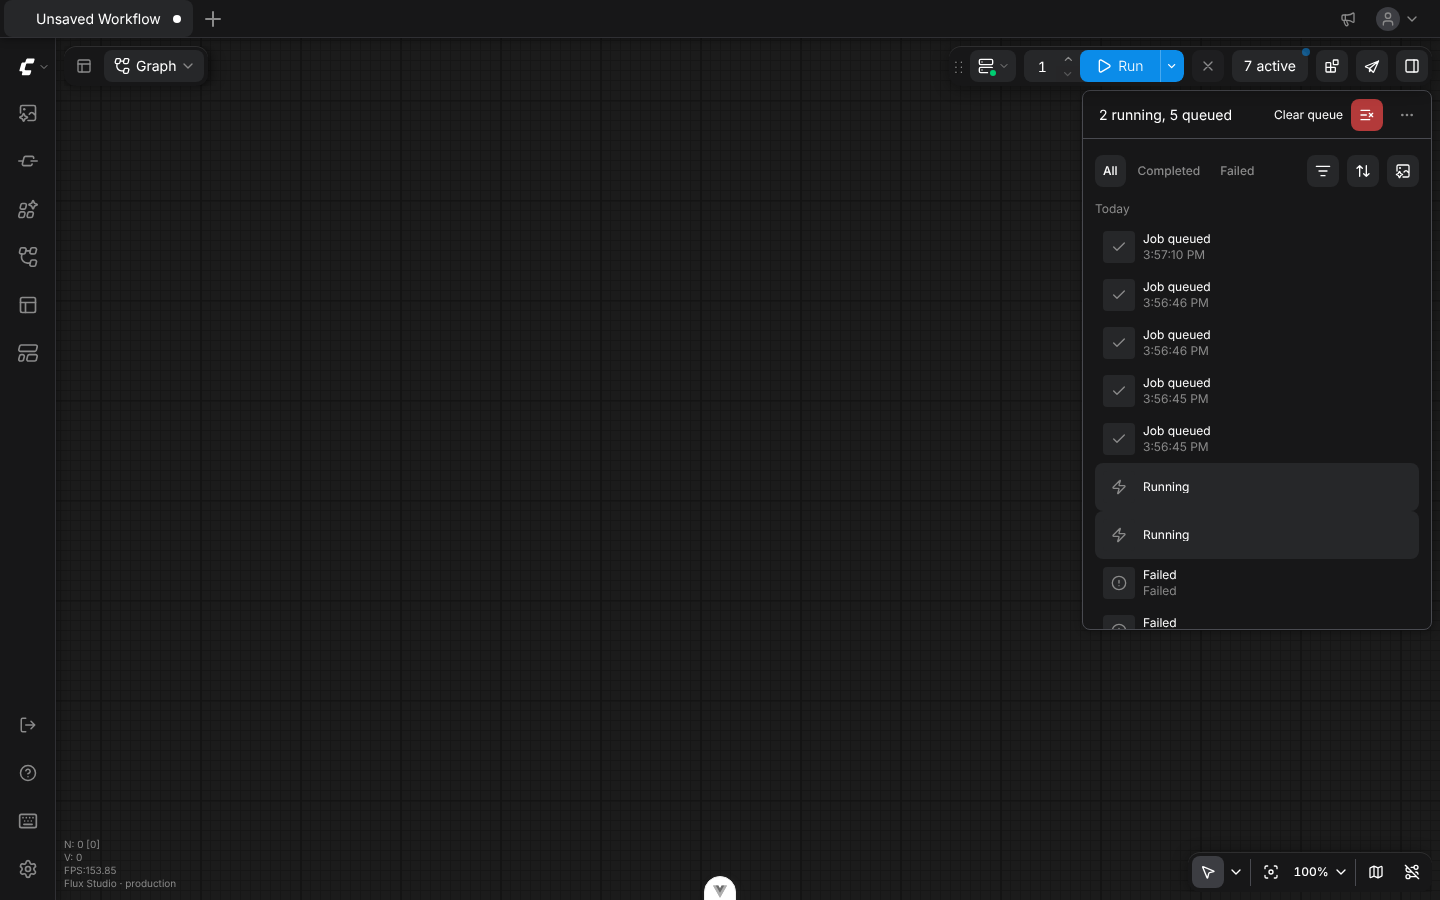 Unsaved Workflow
Graph
1
Run
7 active
2 running, 5 queued
Clear queue
All
Completed
Failed
Today
Job queued
3:57:10 PM
Job queued
3:56:46 PM
Job queued
3:56:46 PM
Job queued
3:56:45 PM
Job queued
3:56:45 PM
Running
Running
Failed
Failed
Failed
N: 0 [0]
V: 0
FPS:153.85
Flux Studio · production
100%